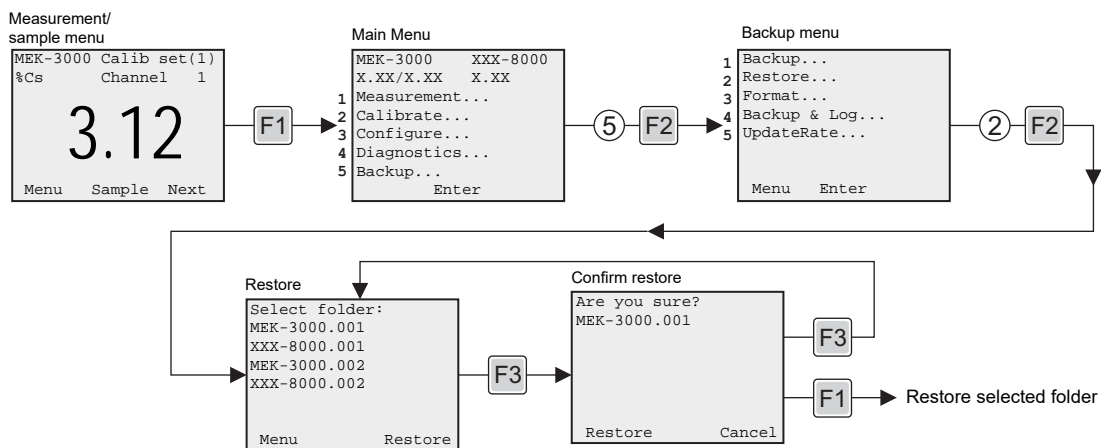 Measurement/
sample menu
MEK-3000 Calib set(1)
%Cs Channel 1
3.12
Menu Sample Next
F1
Main Menu
MEK-3000 XXX-8000
X.XX/X.XX X.XX
1 Measurement...
2 Calibrate...
3 Configure...
4 Diagnostics...
5 Backup...
Enter
5
F2
Backup menu
1 Backup...
2 Restore...
3 Format...
4 Backup & Log...
5 UpdateRate...
Menu Enter
2
F2
Restore
Select folder:
MEK-3000.001
XXX-8000.001
MEK-3000.002
XXX-8000.002
Menu Restore
F3
Confirm restore
Are you sure?
MEK-3000.001
Restore Cancel
F3
F1
Restore selected folder